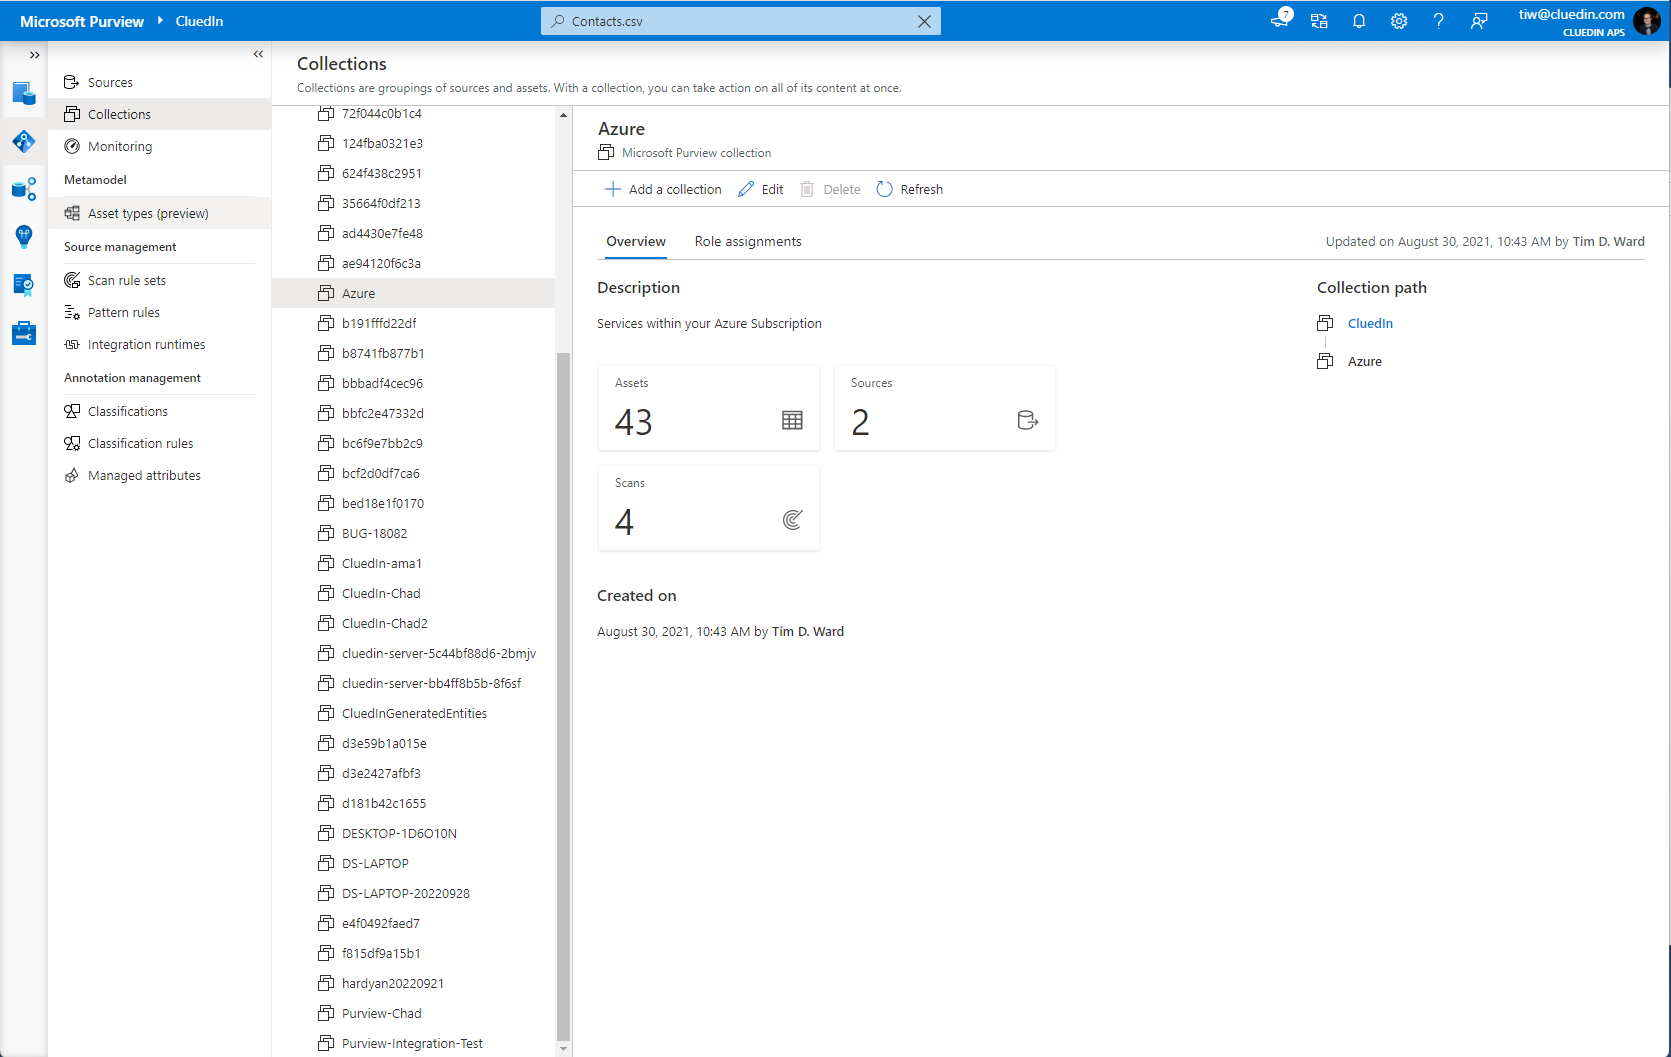 Microsoft Purview
CluedIn
Contacts.csv
7
tiw@cluedin.com
CLUEDIN APS
Sources
Collections
Monitoring
Metamodel
Asset types (preview)
Source management
Scan rule sets
Pattern rules
Integration runtimes
Annotation management
Classifications
Classification rules
Managed attributes
Collections
Collections are groupings of sources and assets. With a collection, you can take action on all of its content at once.
72f044c0b1c4
124fba0321e3
624f438c2951
35664f0df213
ad4430e7fe48
ae94120f6c3a
Azure
b191fffd22df
b8741fb877b1
bbbadf4cec96
bbfc2e47332d
bc6f9e7bb2c9
bcf2d0df7ca6
bed18e1f0170
BUG-18082
CluedIn-ama1
CluedIn-Chad
CluedIn-Chad2
cluedin-server-5c44bf88d6-2bmjv
cluedin-server-bb4ff8b5b-8f6sf
CluedInGeneratedEntities
d3e59b1a015e
d3e2427afbf3
d181b42c1655
DESKTOP-1D6O10N
DS-LAPTOP
DS-LAPTOP-20220928
e4f0492faed7
f815df9a15b1
hardyan20220921
Purview-Chad
Purview-Integration-Test
Azure
Microsoft Purview collection
Add a collection
Edit
Delete
Refresh
Overview
Role assignments
Updated on August 30, 2021, 10:43 AM by Tim D. Ward
Description
Services within your Azure Subscription
Assets
43
Sources
2
Scans
4
Created on
August 30, 2021, 10:43 AM by Tim D. Ward
Collection path
CluedIn
Azure